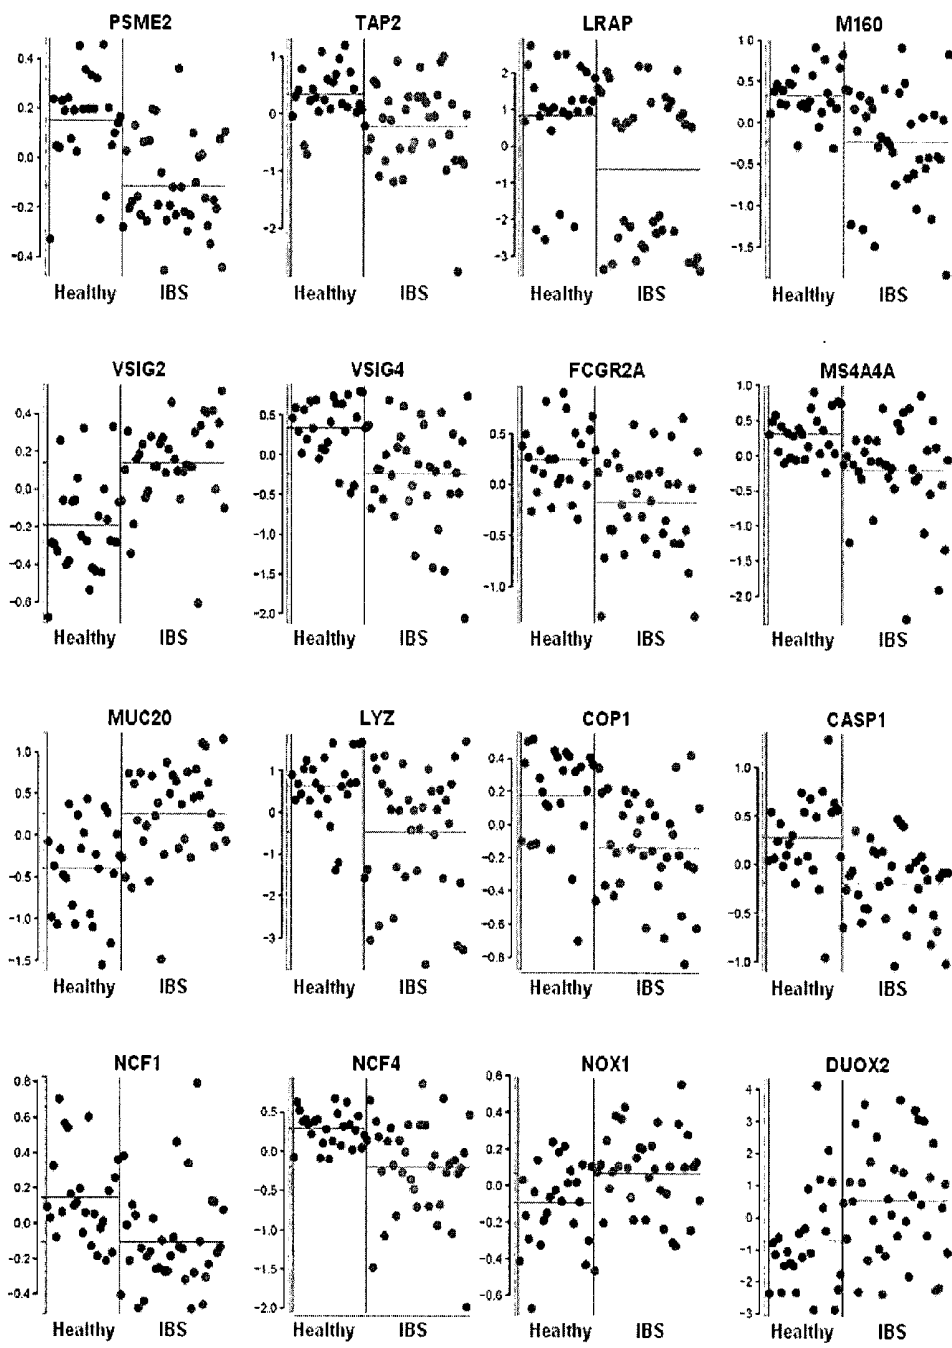 PSME2 TAP2 LRAP M160
0.4 1 2 1.0
0.2 0 1 0.5
0.0 0 0.0
-0.2 -1 -1 -0.5
0.4 -2 -2 -1.0
-3 -1.5
Healthy IBS Healthy IBS Healthy IBS Healthy IBS
VSIG2 VSIG4 FCGR2A MS4A4A
0.4 0.5 0.5 1.0
0.2 0.0 0.0 0.5
0.0 -0.5 -0.5 0.0
-0.2 -1.0 -1.0 -0.5
-0.4 -1.5 -1.0
-0.6 -2.0 -1.5
-2.0
Healthy IBS Healthy IBS Healthy IBS Healthy IBS
MUC20 LYZ COP1 CASP1
1.0 1 0.4 1.0
0.5 0 0.2 0.5
0.0 -1 0.0 0.0
-0.5 -2 -0.2 -0.5
-1.0 -3 -0.4 -1.0
-1.5 -0.6
-0.8
Healthy IBS Healthy IBS Healthy IBS Healthy IBS
NCF1 NCF4 NOX1 DUOX2
0.8 0.5 0.6 4
0.6 0.0 0.4 3
0.4 -0.5 0.2 2
0.2 -1.0 0.0 1
0.0 -1.5 -0.2 0
-0.2 -2.0 -0.4 -1
-0.4 -0.6 -2
-3
Healthy IBS Healthy IBS Healthy IBS Healthy IBS